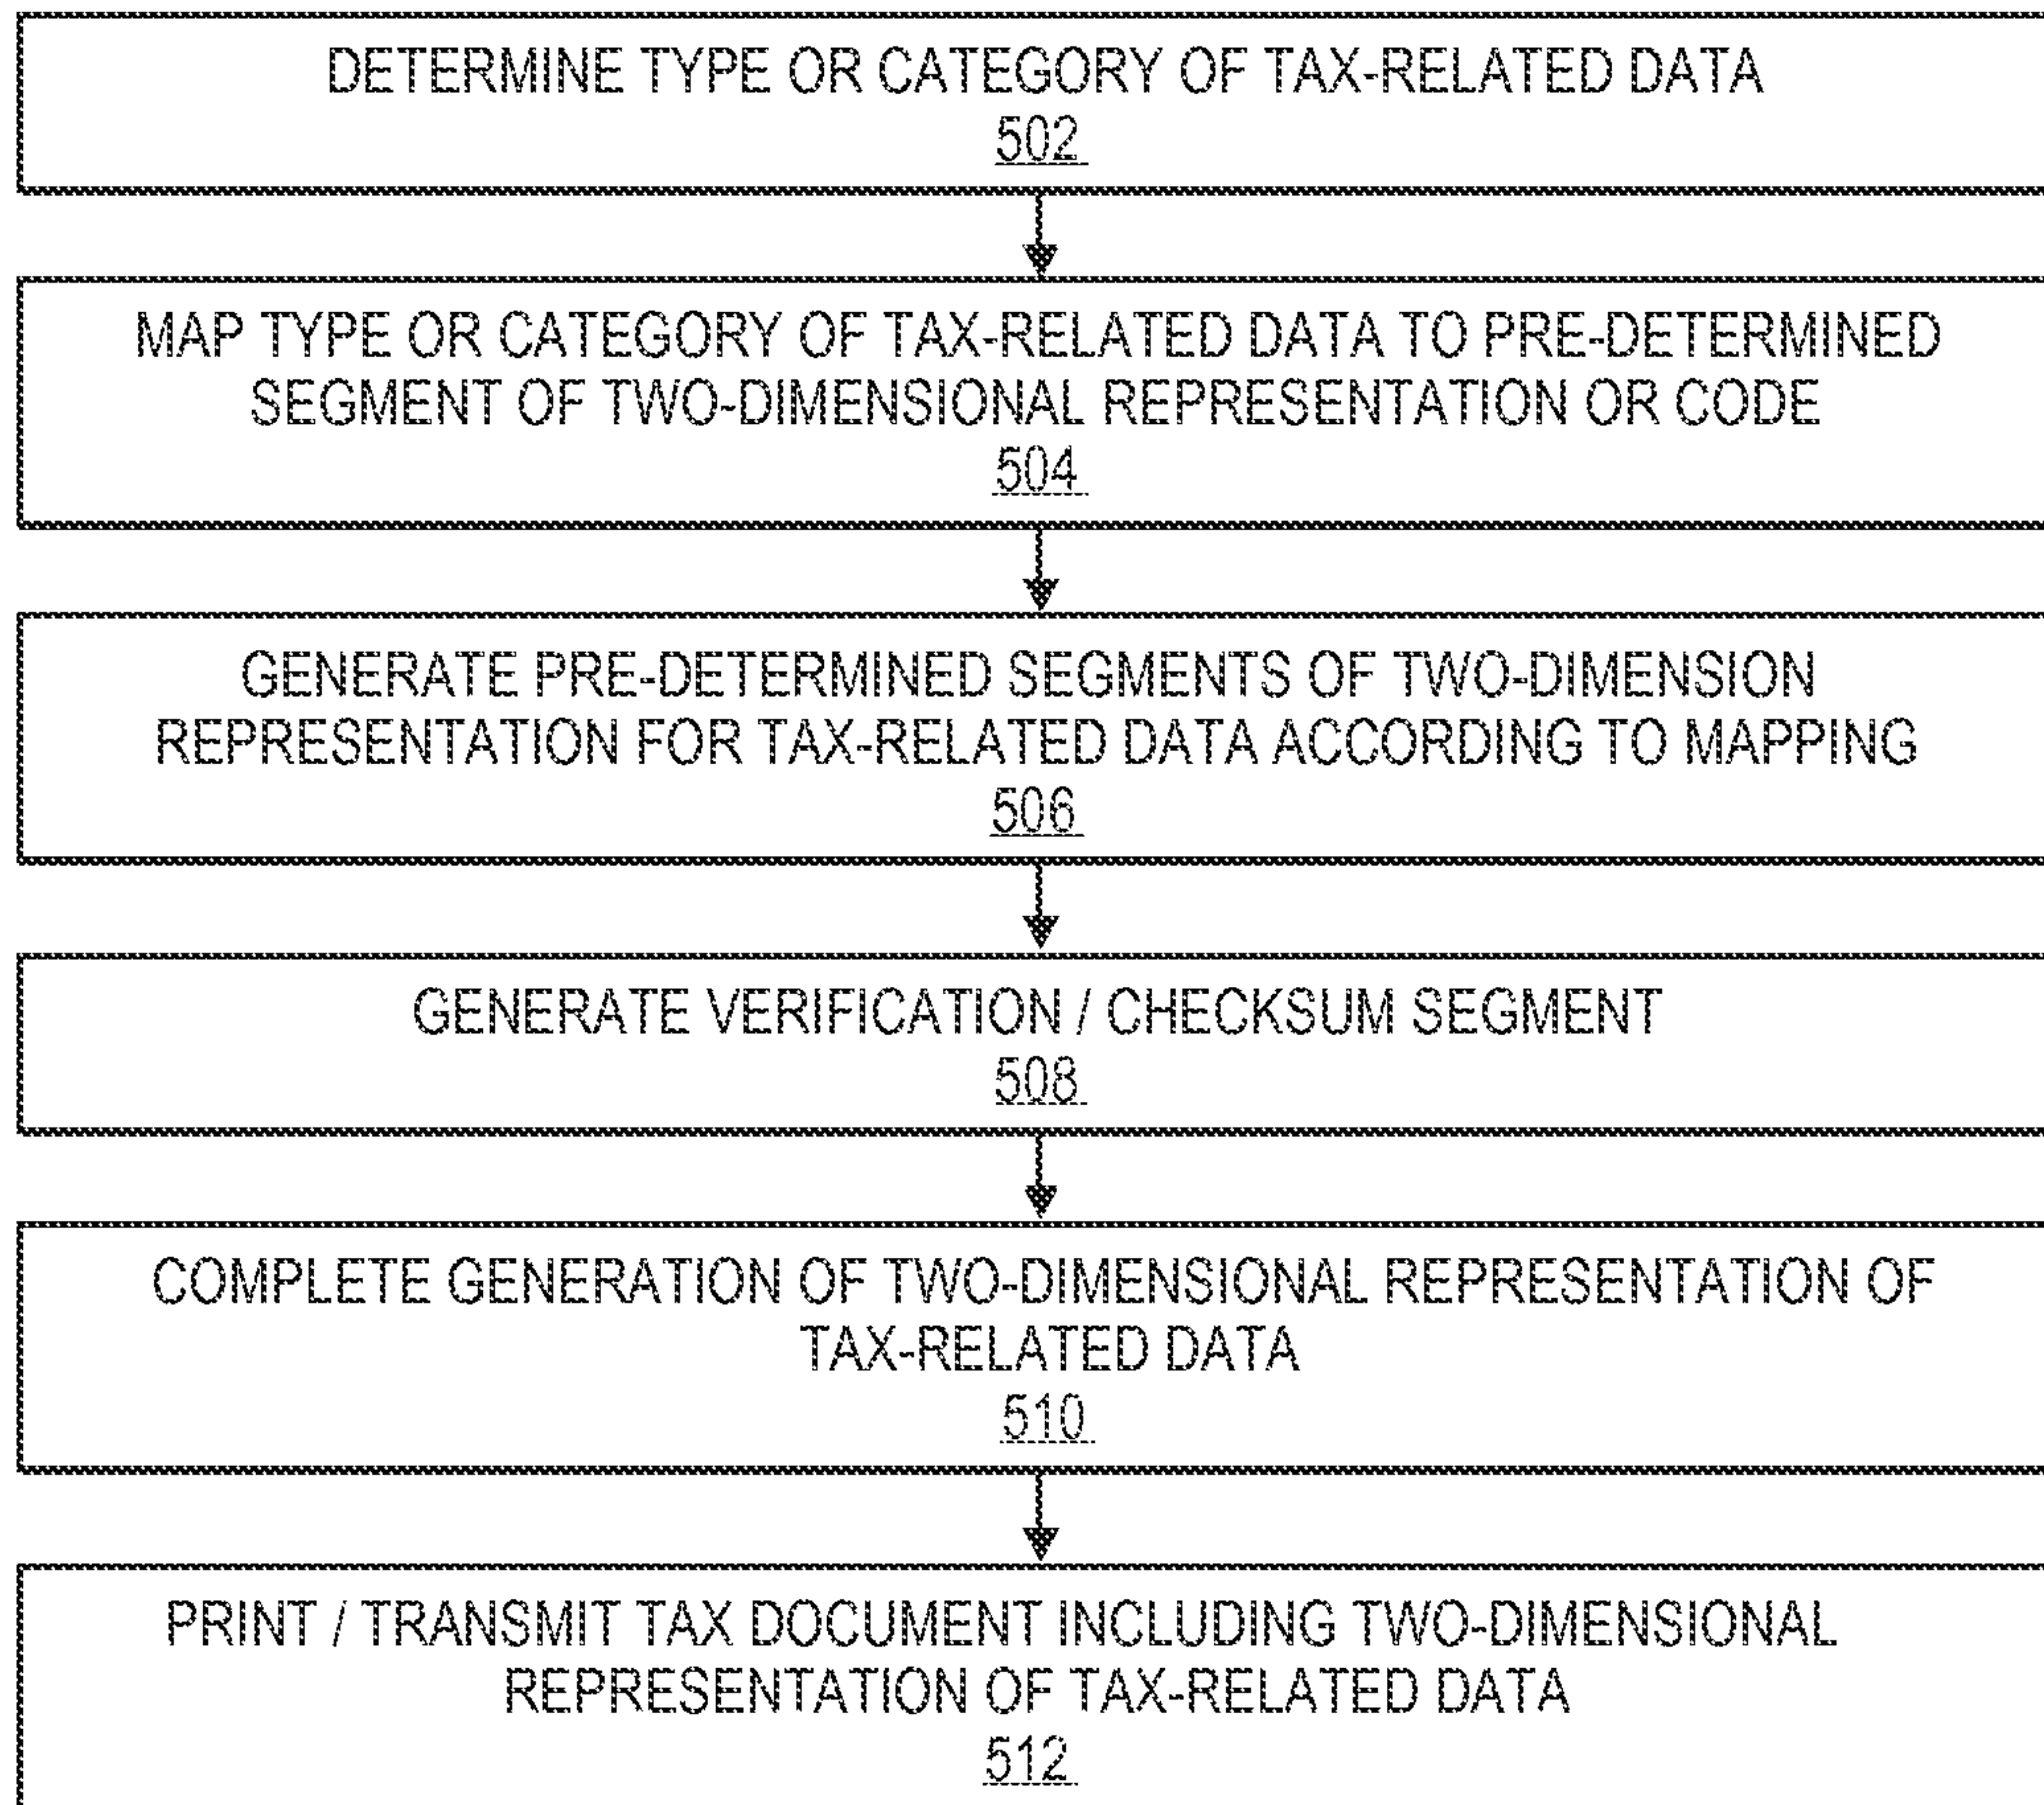 DETERMINE TYPE OR CATEGORY OF TAX-RELATED DATA
502
MAP TYPE OR CATEGORY OF TAX-RELATED DATA TO PRE-DETERMINED
SEGMENT OF TWO-DIMENSIONAL REPRESENTATION OR CODE
504
GENERATE PRE-DETERMINED SEGMENTS OF TWO-DIMENSION
REPRESENTATION FOR TAX-RELATED DATA ACCORDING TO MAPPING
506
GENERATE VERIFICATION / CHECKSUM SEGMENT
508
COMPLETE GENERATION OF TWO-DIMENSIONAL REPRESENTATION OF
TAX-RELATED DATA
510
PRINT / TRANSMIT TAX DOCUMENT INCLUDING TWO-DIMENSIONAL
REPRESENTATION OF TAX-RELATED DATA
512